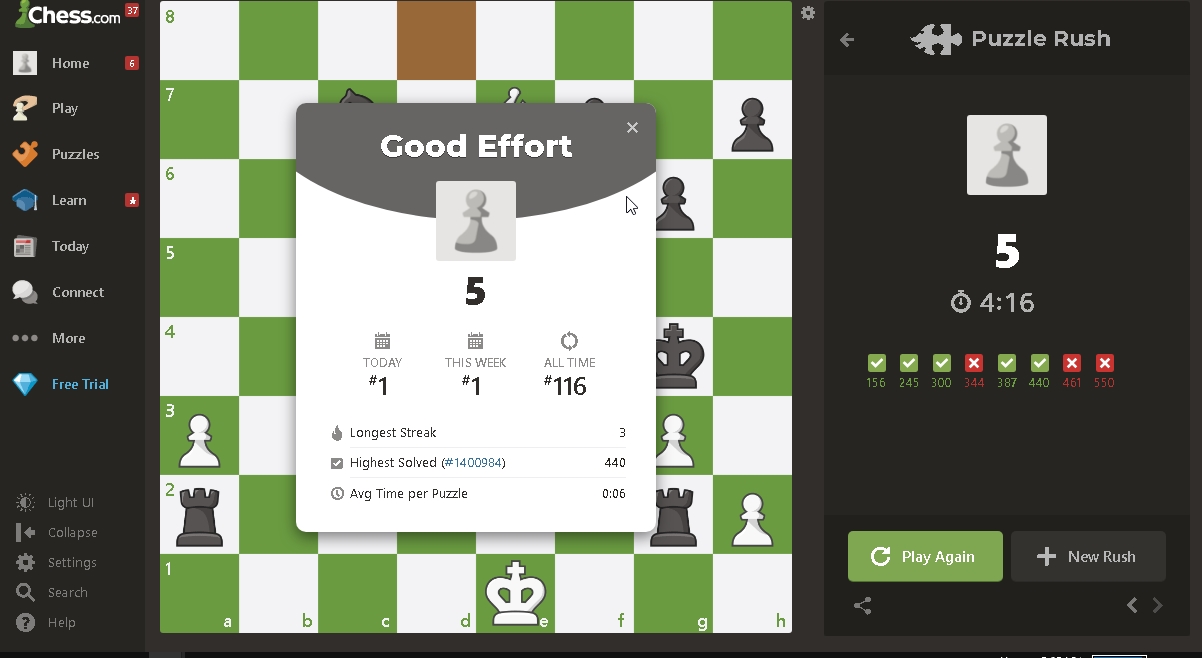 Chess.com 37
Home 6
Play
Puzzles
Learn
Today
Connect
More
Free Trial
Light UI
Collapse
Settings
Search
Help
8
7
6
5
4
3
2
1
a b c d e f g h
Good Effort
5
TODAY THIS WEEK ALL TIME
#1 #1 #116
Longest Streak 3
Highest Solved (#1400984) 440
Avg Time per Puzzle 0:06
Puzzle Rush
5
4:16
156 245 300 344 387 440 461 550
Play Again
New Rush